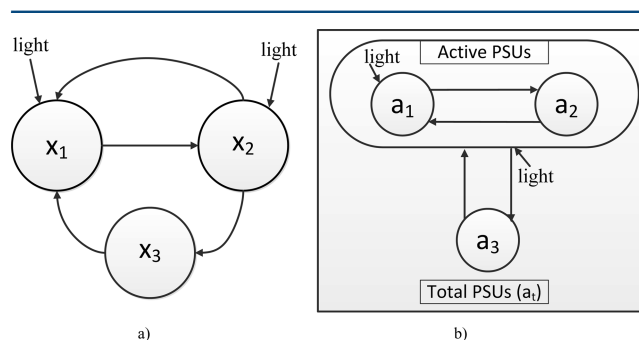 light
light
x1
x2
x3
a)
Active PSUs
light
a1
a2
light
a3
Total PSUs (at)
b)